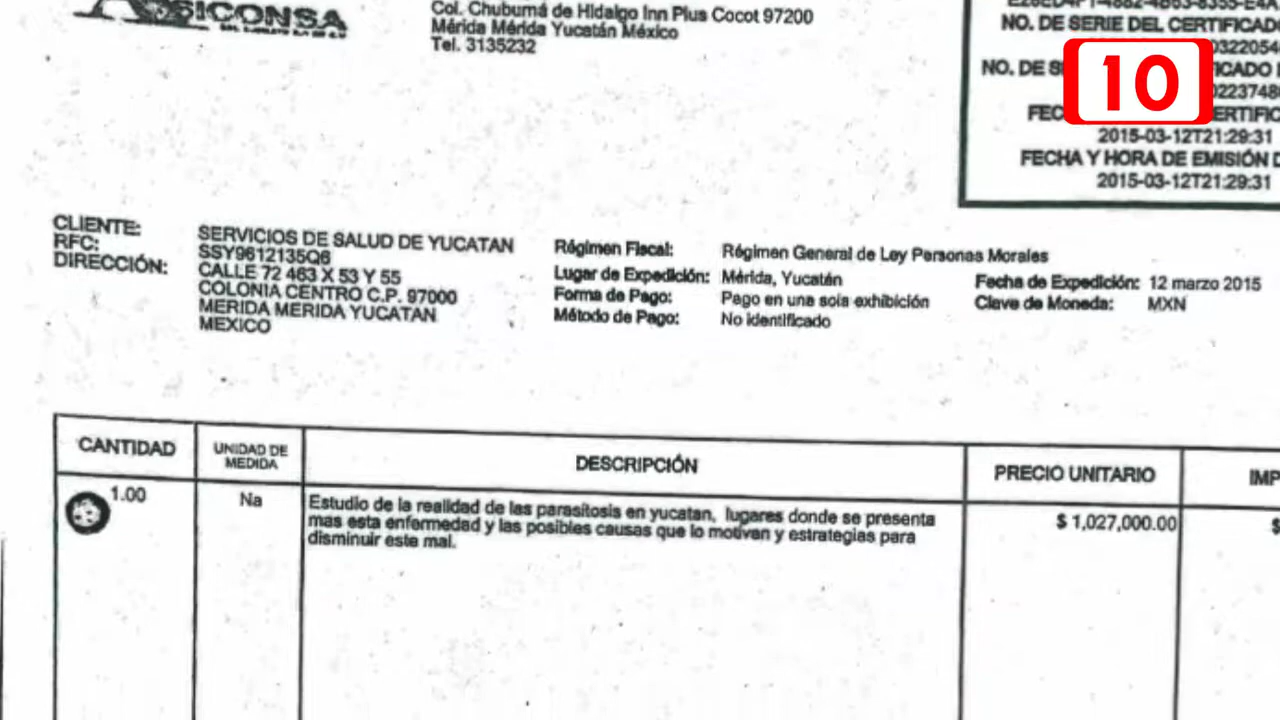 SICONSA
Col. Chuburná de Hidalgo Inn Plus Cocot 97200
Mérida Mérida Yucatán México
Tel. 3135232
NO. DE SERIE DEL CERTIFICADO
NO. DE
10
2015-03-12T21:29:31
FECHA Y HORA DE EMISIÓN
2015-03-12T21:29:31
CLIENTE: SERVICIOS DE SALUD DE YUCATAN
RFC: SSY9612135Q6
DIRECCIÓN: CALLE 72 463 X 53 Y 55
COLONIA CENTRO C.P. 97000
MERIDA MERIDA YUCATAN
MEXICO
Régimen Fiscal: Régimen General de Ley Personas Morales
Lugar de Expedición: Mérida, Yucatán
Forma de Pago: Pago en una sola exhibición
Método de Pago: No identificado
Fecha de Expedición: 12 marzo 2015
Clave de Moneda: MXN
CANTIDAD
UNIDAD DE
MEDIDA
DESCRIPCIÓN
PRECIO UNITARIO
IMP
1.00
Na
Estudio de la realidad de las parasitosis en yucatan, lugares donde se presenta
mas esta enfermedad y las posibles causas que lo motivan y estrategias para
disminuir este mal.
$ 1,027,000.00
$